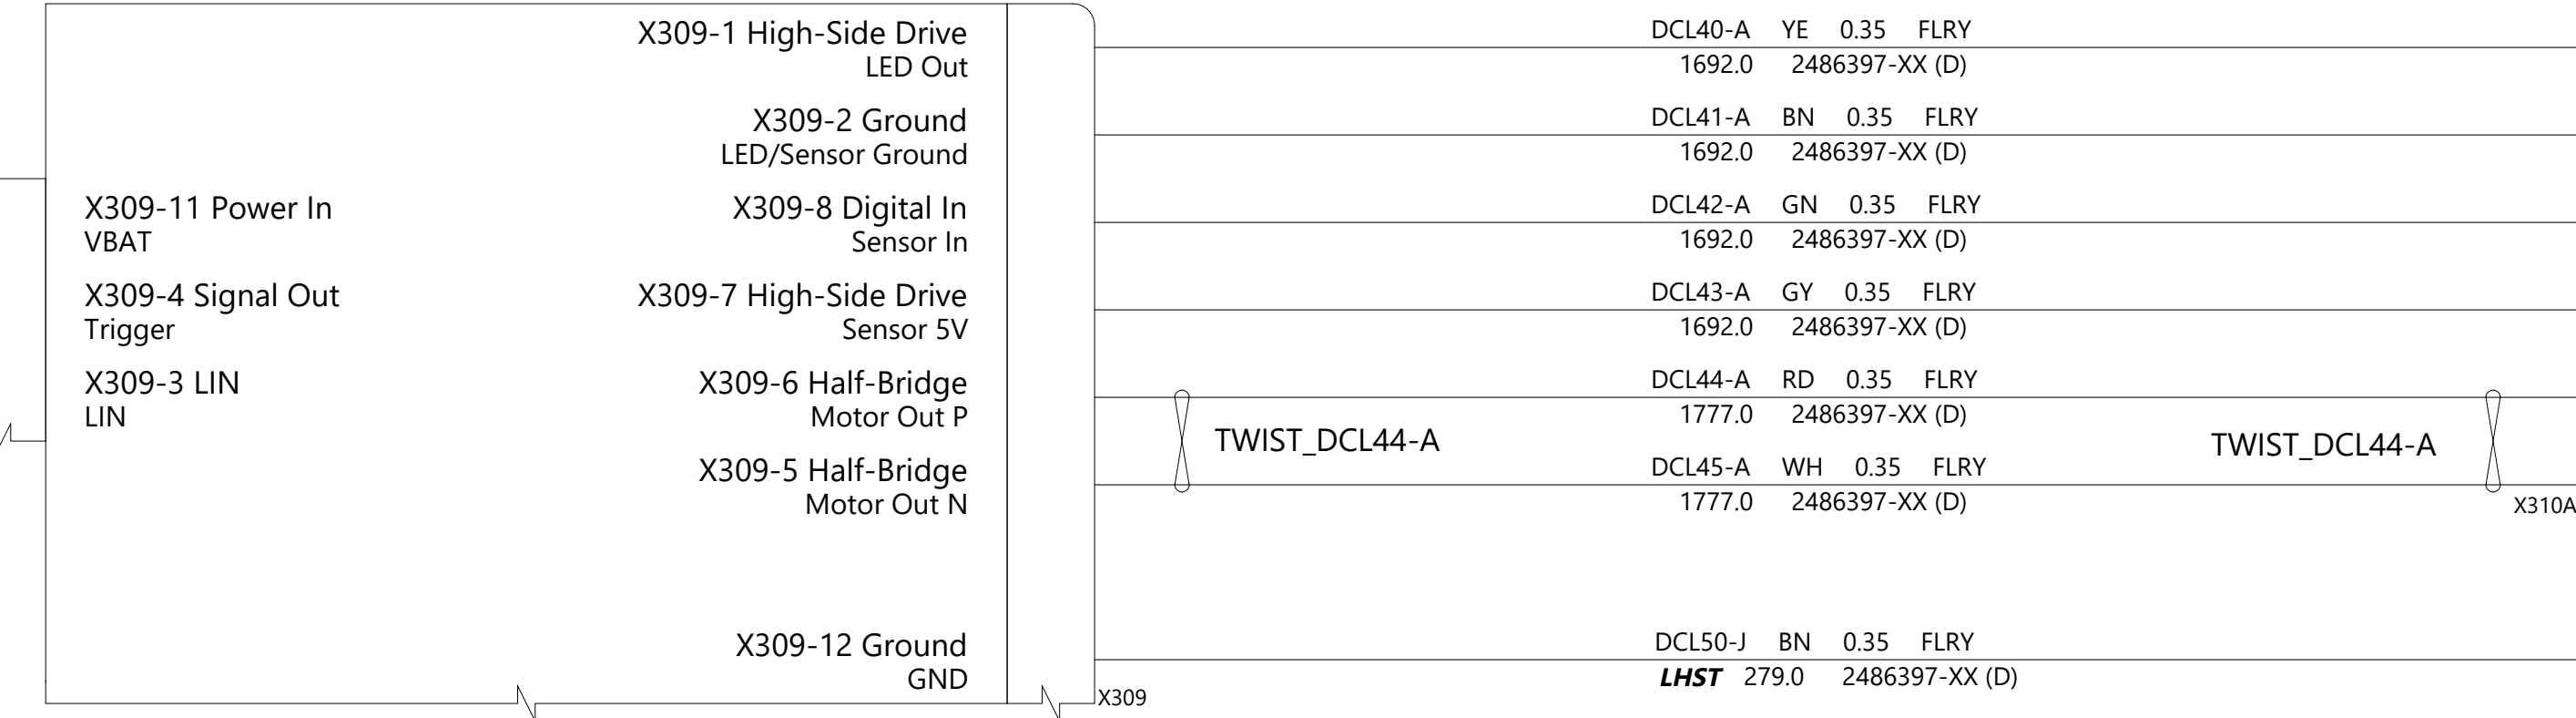 X309-1 High-Side Drive
LED Out
DCL40-A YE 0.35 FLRY
1692.0 2486397-XX (D)
X309-2 Ground
LED/Sensor Ground
DCL41-A BN 0.35 FLRY
1692.0 2486397-XX (D)
X309-11 Power In
VBAT
X309-8 Digital In
Sensor In
DCL42-A GN 0.35 FLRY
1692.0 2486397-XX (D)
X309-4 Signal Out
Trigger
X309-7 High-Side Drive
Sensor 5V
DCL43-A GY 0.35 FLRY
1692.0 2486397-XX (D)
X309-3 LIN
LIN
X309-6 Half-Bridge
Motor Out P
DCL44-A RD 0.35 FLRY
1777.0 2486397-XX (D)
TWIST_DCL44-A
TWIST_DCL44-A
X309-5 Half-Bridge
Motor Out N
DCL45-A WH 0.35 FLRY
1777.0 2486397-XX (D)
X310A
X309-12 Ground
GND
DCL50-J BN 0.35 FLRY
LHST 279.0 2486397-XX (D)
X309